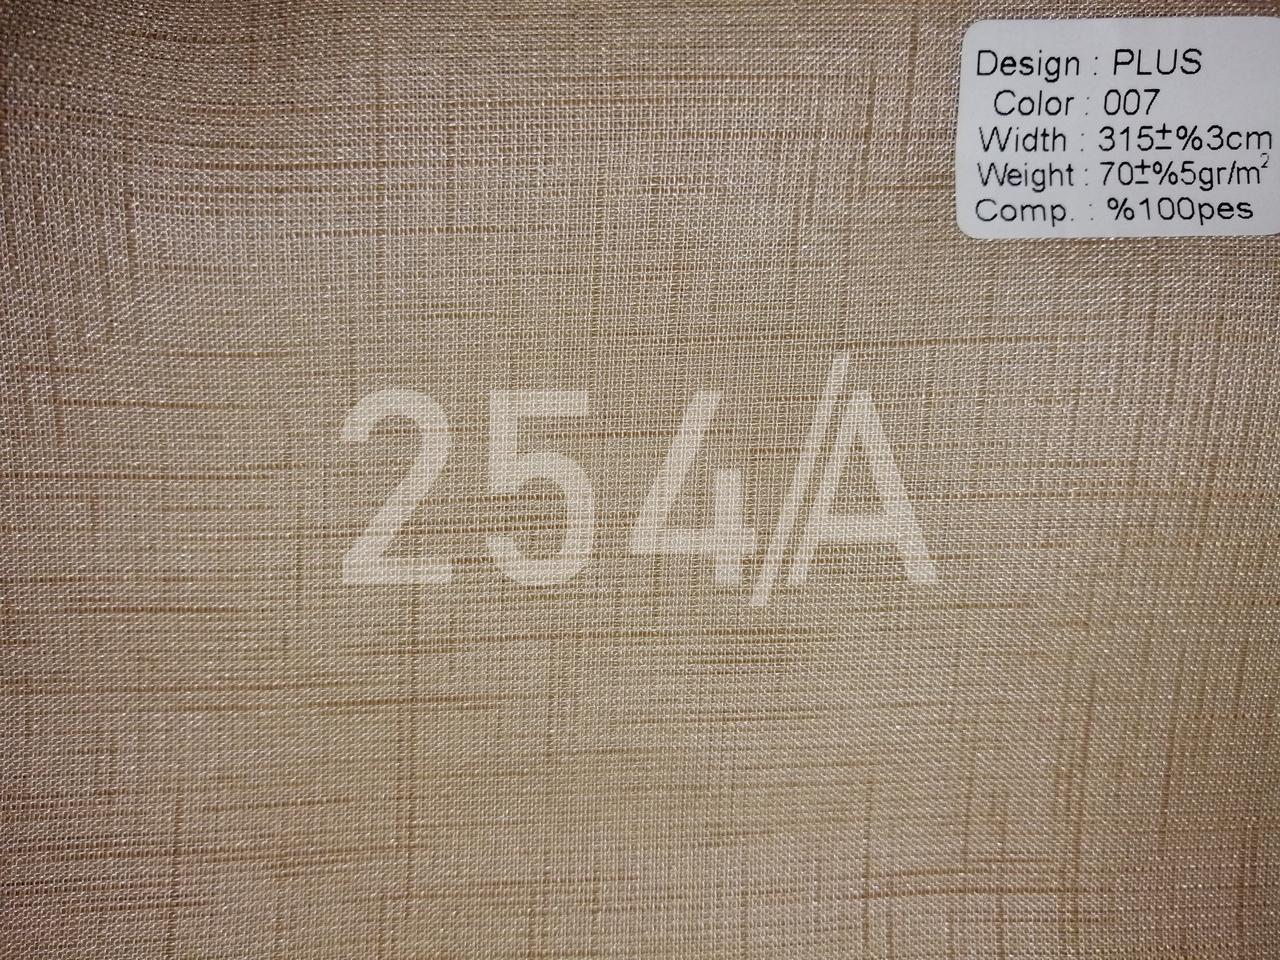 Design : PLUS
Color : 007
Width : 315±%3cm
Weight : 70±%5gr/m²
Comp. : %100pes
254/A